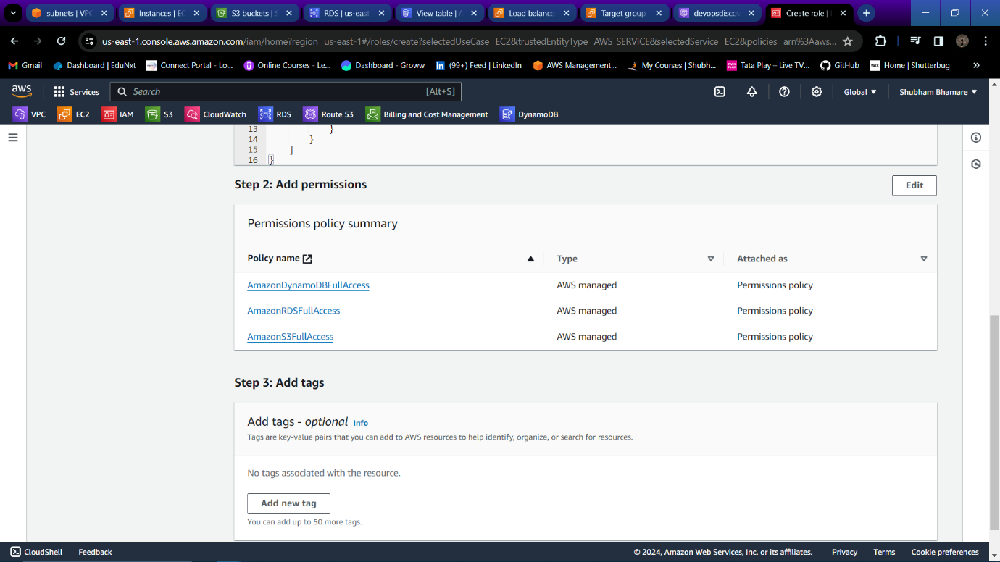 subnets | VPC
Instances | EC
S3 buckets | S
RDS | us-east
View table | A
Load balance
Target group
devopsdiscov
Create role |
us-east-1.console.aws.amazon.com/iam/home?region=us-east-1#/roles/create?selectedUseCase=EC2&trustedEntityType=AWS_SERVICE&selectedService=EC2&policies=arn%3Aaws...
Gmail
Dashboard | EduNxt
Connect Portal - Lo...
Online Courses - Le...
Dashboard - Groww
(99+) Feed | LinkedIn
AWS Management...
My Courses | Shubh...
Tata Play – Live TV...
GitHub
Home | Shutterbug
aws
Services
Search
[Alt+S]
Global
Shubham Bhamare
VPC
EC2
IAM
S3
CloudWatch
RDS
Route 53
Billing and Cost Management
DynamoDB
13 }
14 }
15 ]
16 }
Step 2: Add permissions
Edit
Permissions policy summary
Policy name Type Attached as
AmazonDynamoDBFullAccess AWS managed Permissions policy
AmazonRDSFullAccess AWS managed Permissions policy
AmazonS3FullAccess AWS managed Permissions policy
Step 3: Add tags
Add tags - optional Info
Tags are key-value pairs that you can add to AWS resources to help identify, organize, or search for resources.
No tags associated with the resource.
Add new tag
You can add up to 50 more tags.
CloudShell
Feedback
© 2024, Amazon Web Services, Inc. or its affiliates.
Privacy
Terms
Cookie preferences